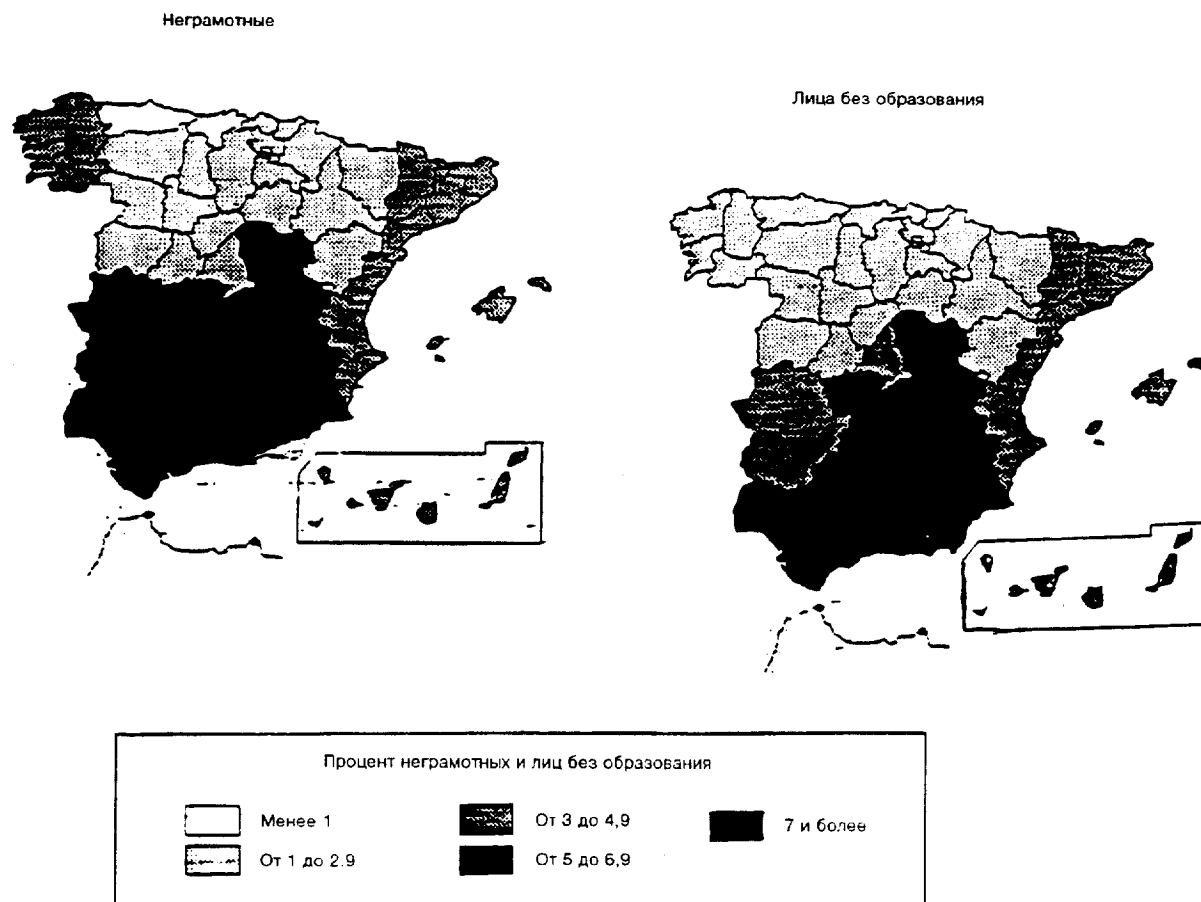 Неграмотные
Лица без образования
Процент неграмотных и лиц без образования
Менее 1
От 3 до 4,9
7 и более
От 1 до 2.9
От 5 до 6,9